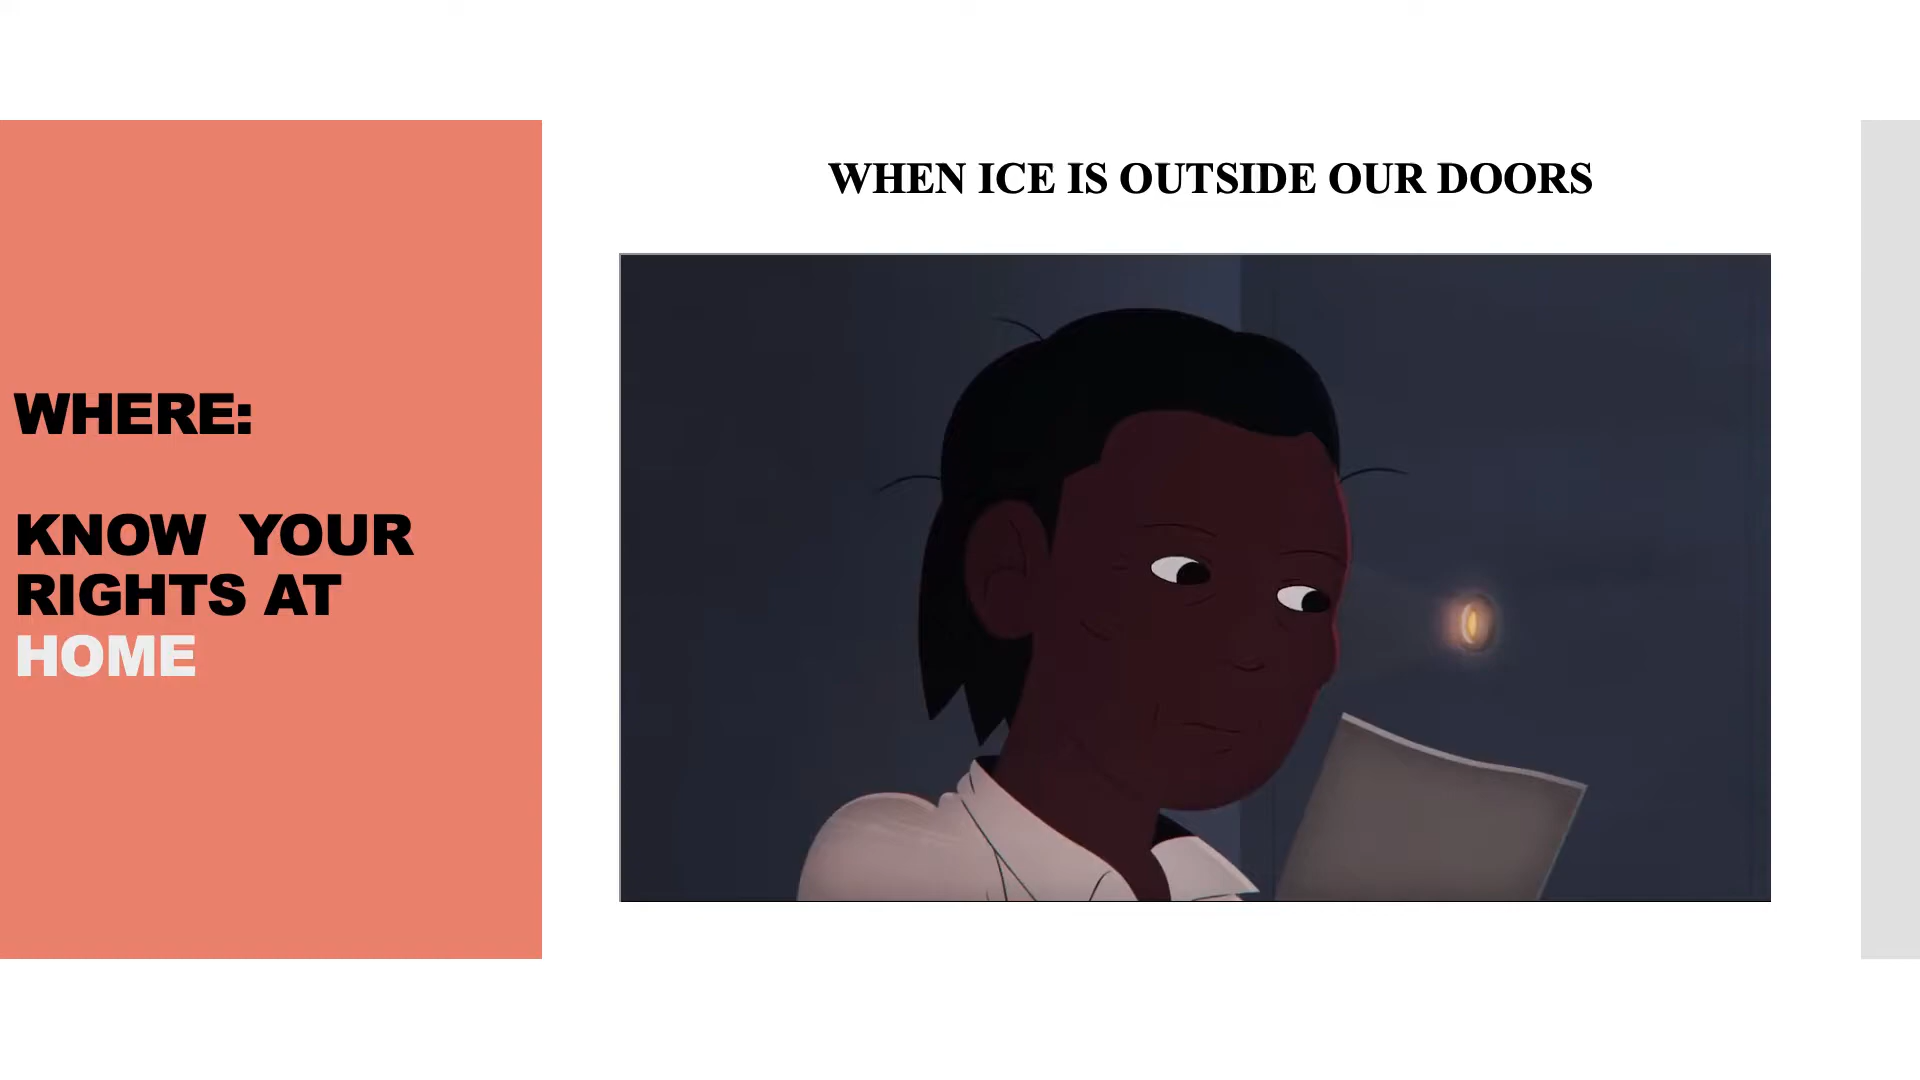 WHERE:
KNOW YOUR
RIGHTS AT
HOME
WHEN ICE IS OUTSIDE OUR DOORS